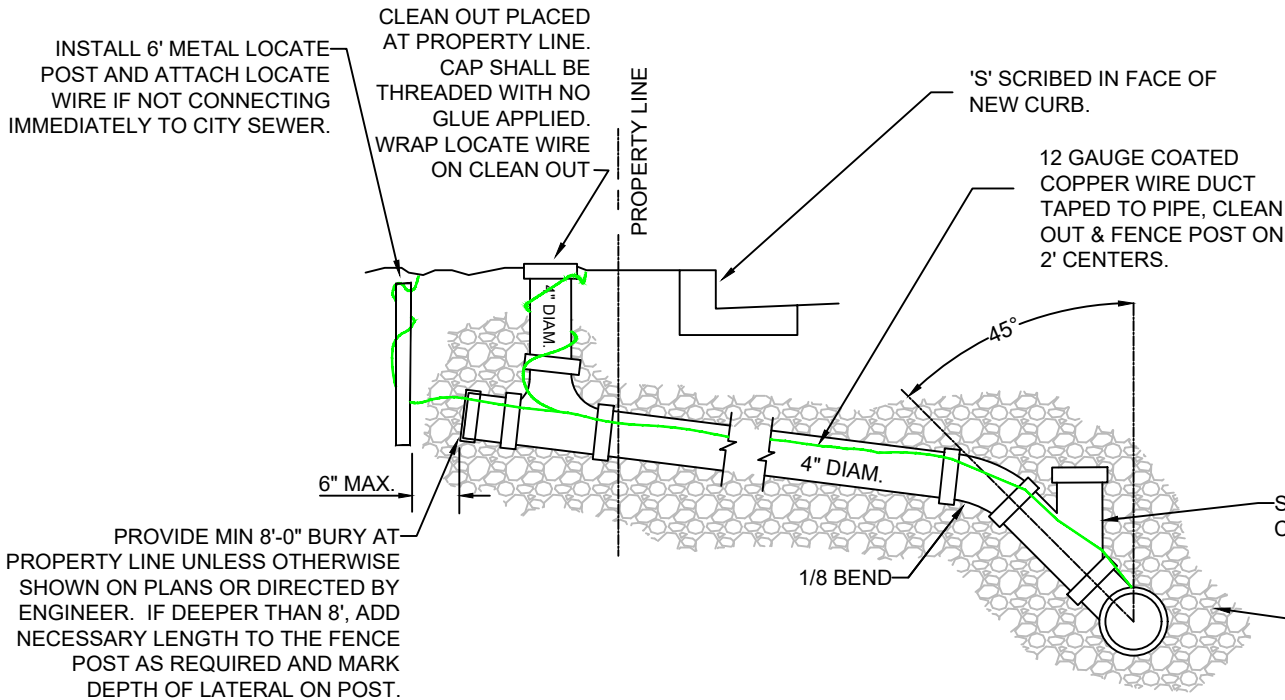 INSTALL 6' METAL LOCATE
POST AND ATTACH LOCATE
WIRE IF NOT CONNECTING
IMMEDIATELY TO CITY SEWER.
CLEAN OUT PLACED
AT PROPERTY LINE.
CAP SHALL BE
THREADED WITH NO
GLUE APPLIED.
WRAP LOCATE WIRE
ON CLEAN OUT
PROPERTY LINE
'S' SCRIBED IN FACE OF
NEW CURB.
12 GAUGE COATED
COPPER WIRE DUCT
TAPED TO PIPE, CLEAN
OUT & FENCE POST ON
2' CENTERS.
4" DIAM.
45°
4" DIAM.
6" MAX.
S
C
1/8 BEND
PROVIDE MIN 8'-0" BURY AT
PROPERTY LINE UNLESS OTHERWISE
SHOWN ON PLANS OR DIRECTED BY
ENGINEER.  IF DEEPER THAN 8', ADD
NECESSARY LENGTH TO THE FENCE
POST AS REQUIRED AND MARK
DEPTH OF LATERAL ON POST.